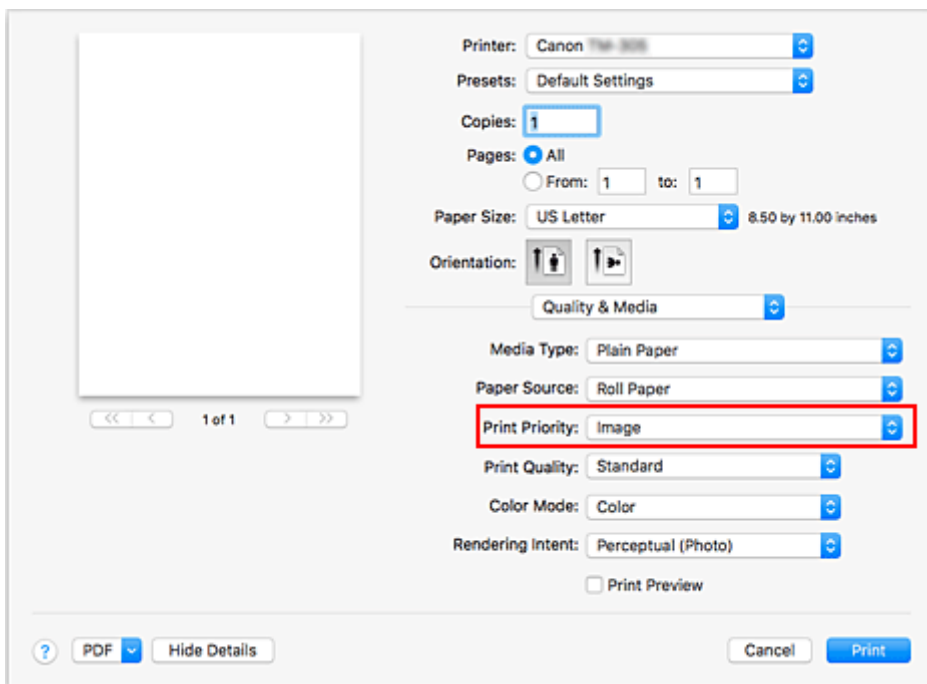 Printer: Canon
Presets: Default Settings
Copies: 1
Pages: All
From: 1 to: 1
Paper Size: US Letter 8.50 by 11.00 inches
Orientation:
Quality & Media
Media Type: Plain Paper
Paper Source: Roll Paper
<< < 1 of 1 > >>
Print Priority: Image
Print Quality: Standard
Color Mode: Color
Rendering Intent: Perceptual (Photo)
Print Preview
? PDF Hide Details Cancel Print